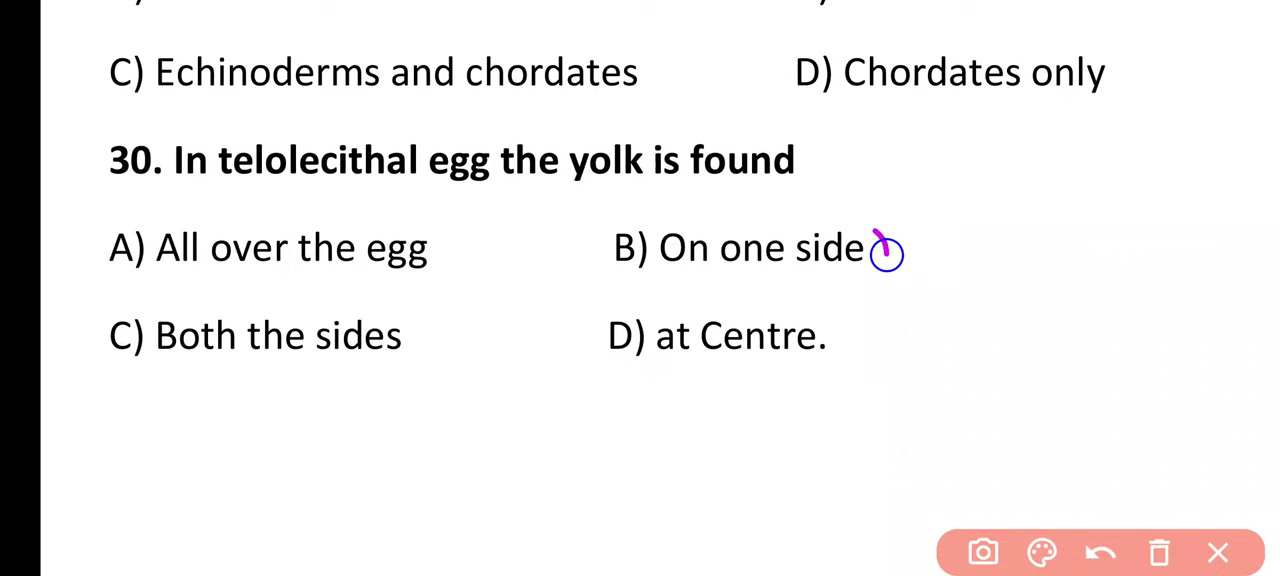 C) Echinoderms and chordates D) Chordates only
30. In telolecithal egg the yolk is found
A) All over the egg B) On one side
C) Both the sides D) at Centre.